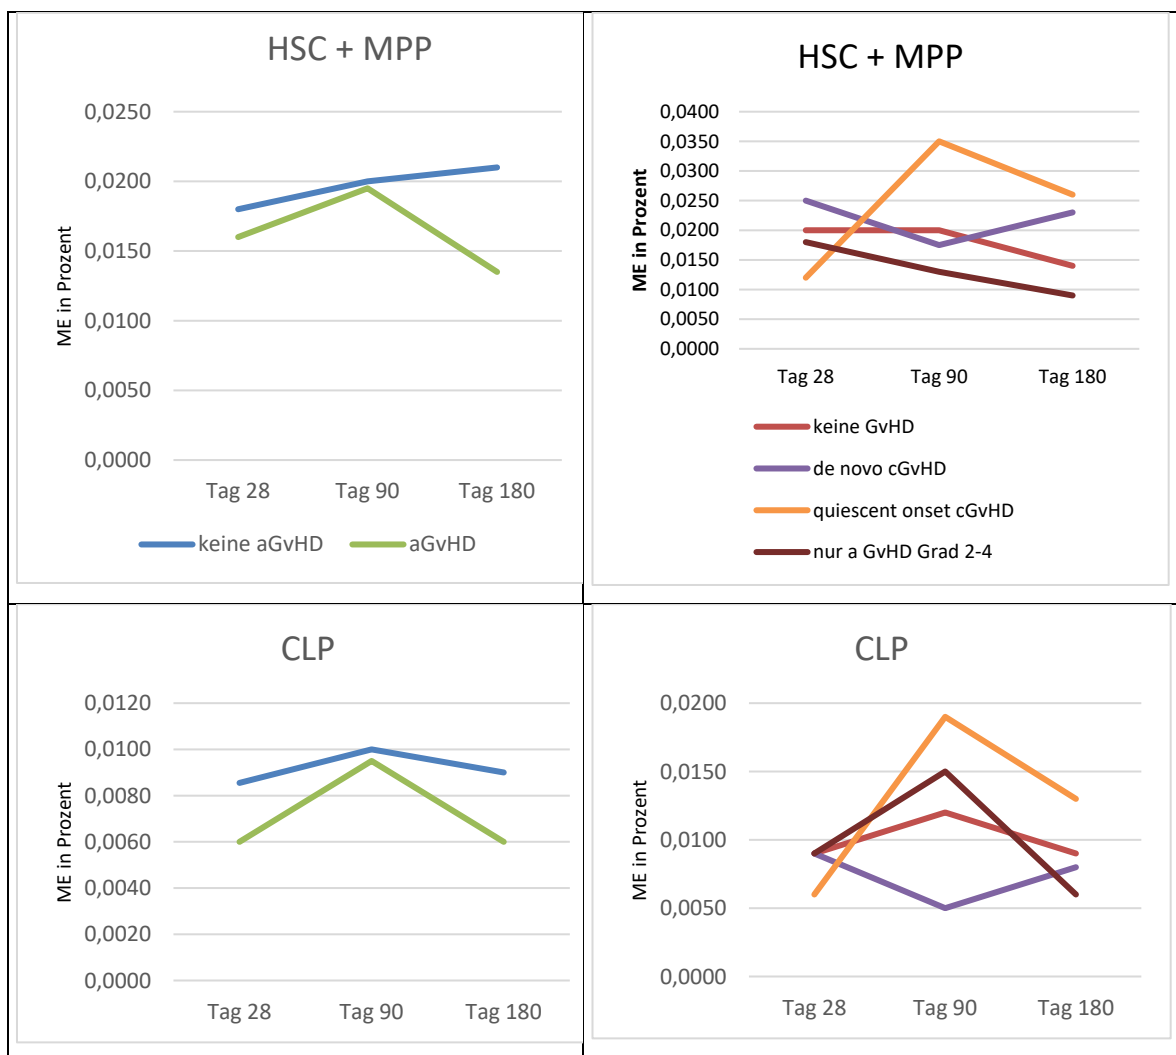 HSC + MPP
0,0250
0,0200
0,0150
0,0100
0,0050
0,0000
ME in Prozent
Tag 28 Tag 90 Tag 180
keine aGvHD aGvHD
HSC + MPP
0,0400
0,0350
0,0300
0,0250
0,0200
0,0150
0,0100
0,0050
0,0000
ME in Prozent
Tag 28 Tag 90 Tag 180
keine GvHD
de novo cGvHD
quiescent onset cGvHD
nur a GvHD Grad 2-4
CLP
0,0120
0,0100
0,0080
0,0060
0,0040
0,0020
0,0000
ME in Prozent
Tag 28 Tag 90 Tag 180
CLP
0,0200
0,0150
0,0100
0,0050
0,0000
ME in Prozent
Tag 28 Tag 90 Tag 180